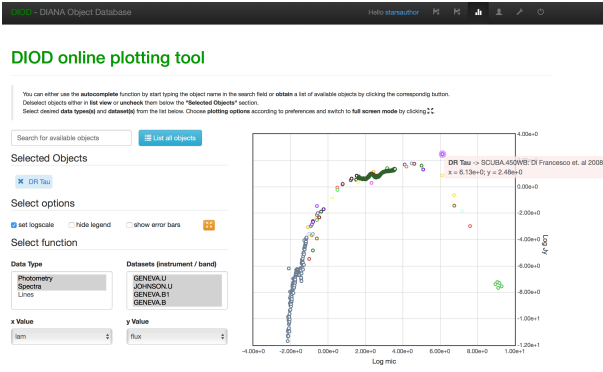 DIOD - DIANA Object Database
Hello starsauthor
DIOD online plotting tool
You can either use the autocomplete function by start typing the object name in the search field or obtain a list of available objects by clicking the correspondig button.
Delselect objects either in list view or uncheck them below the "Selected Objects" section.
Select desired data types(s) and dataset(s) from the list below. Choose plotting options according to preferences and switch to full screen mode by clicking
Search for available objects
List all objects
Selected Objects
DR Tau
Select options
set logscale
hide legend
show error bars
Select function
Data Type
Datasets (instrument / band)
Photometry
Spectra
Lines
GENEVA.U
JOHNSON.U
GENEVA.B1
GENEVA.B
x Value
y Value
lam
flux
4.00e+0
DR Tau -> SCUBA.450WB: Di Francesco et. al 2008
x = 6.13e+0; y = 2.48e+0
0.00e+0
-2.00e+0
-4.00e+0
Log Jy
-6.00e+0
-8.00e+0
-1.00e+1
-1.20e+1
-4.00e+0
-2.00e+0
0.00e+0
2.00e+0
4.00e+0
6.00e+0
8.00e+0
1.00e+1
Log mic